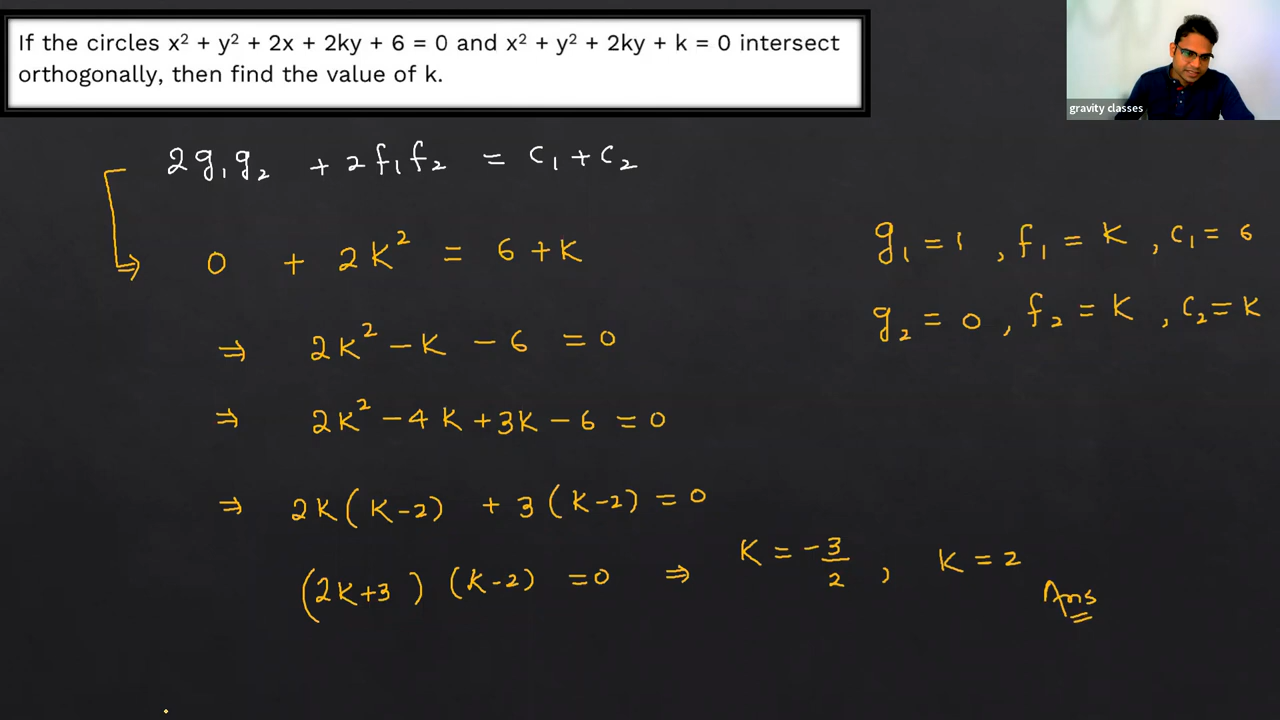 If the circles x² + y² + 2x + 2ky + 6 = 0 and x² + y² + 2ky + k = 0 intersect
orthogonally, then find the value of k.
gravity classes
2g₁g₂ + 2f₁f₂ = c₁ + c₂
0 + 2K² = 6 + K
g₁ = 1 , f₁ = K , c₁ = 6
g₂ = 0 , f₂ = K , c₂ = K
⇒ 2K² - K - 6 = 0
⇒ 2K² - 4K + 3K - 6 = 0
⇒ 2K(K-2) + 3(K-2) = 0
(2K+3) (K-2) = 0 ⇒ K = -3/2 , K = 2
Ans